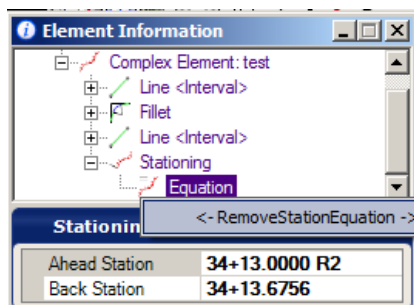 Element Information
Complex Element: test
Line <Interval>
Fillet
Line <Interval>
Stationing
Equation
<- RemoveStationEquation ->
Ahead Station 34+13.0000 R2
Back Station 34+13.6756